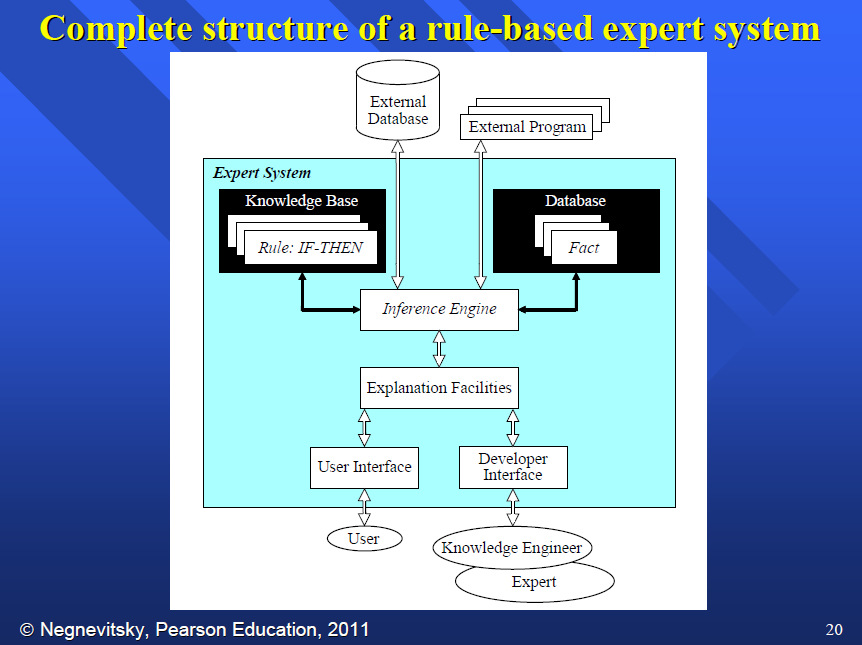 Complete structure of a rule-based expert system
External
Database
External Program
Expert System
Knowledge Base
Rule: IF-THEN
Database
Fact
Inference Engine
Explanation Facilities
User Interface
Developer
Interface
User
Knowledge Engineer
Expert
© Negnevitsky, Pearson Education, 2011
20